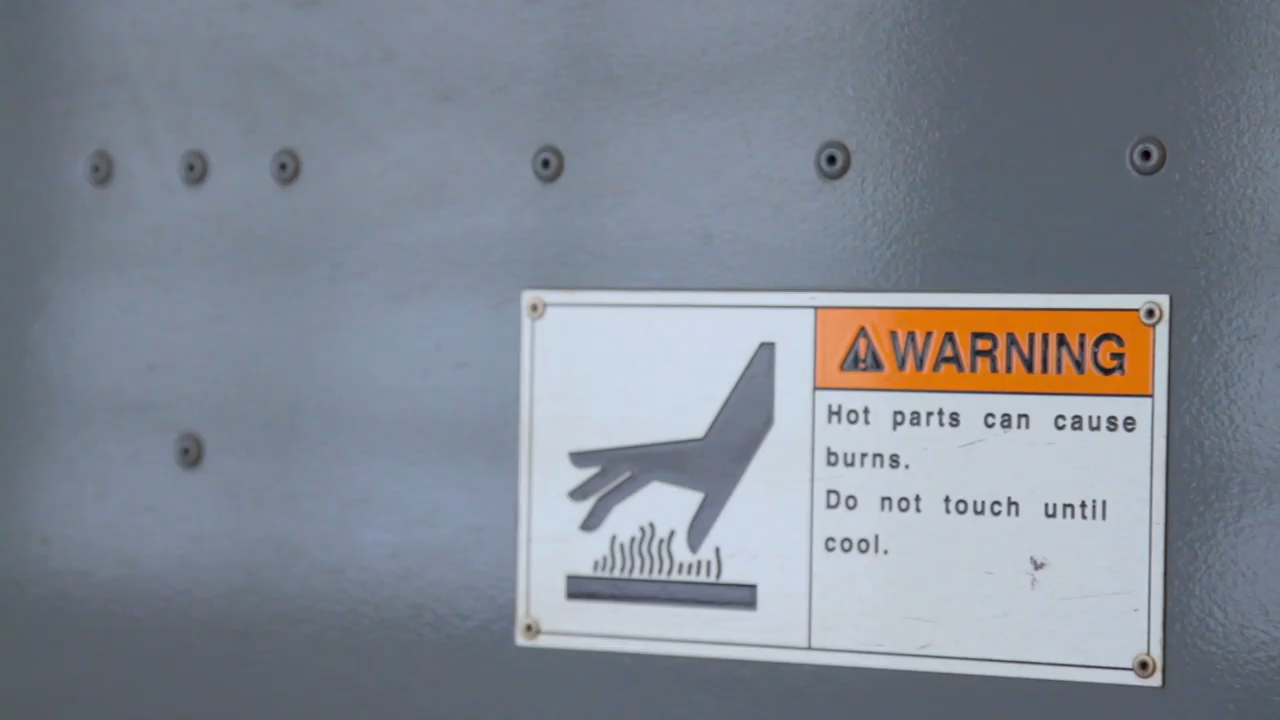 WARNING
Hot parts can cause
burns.
Do not touch until
cool.